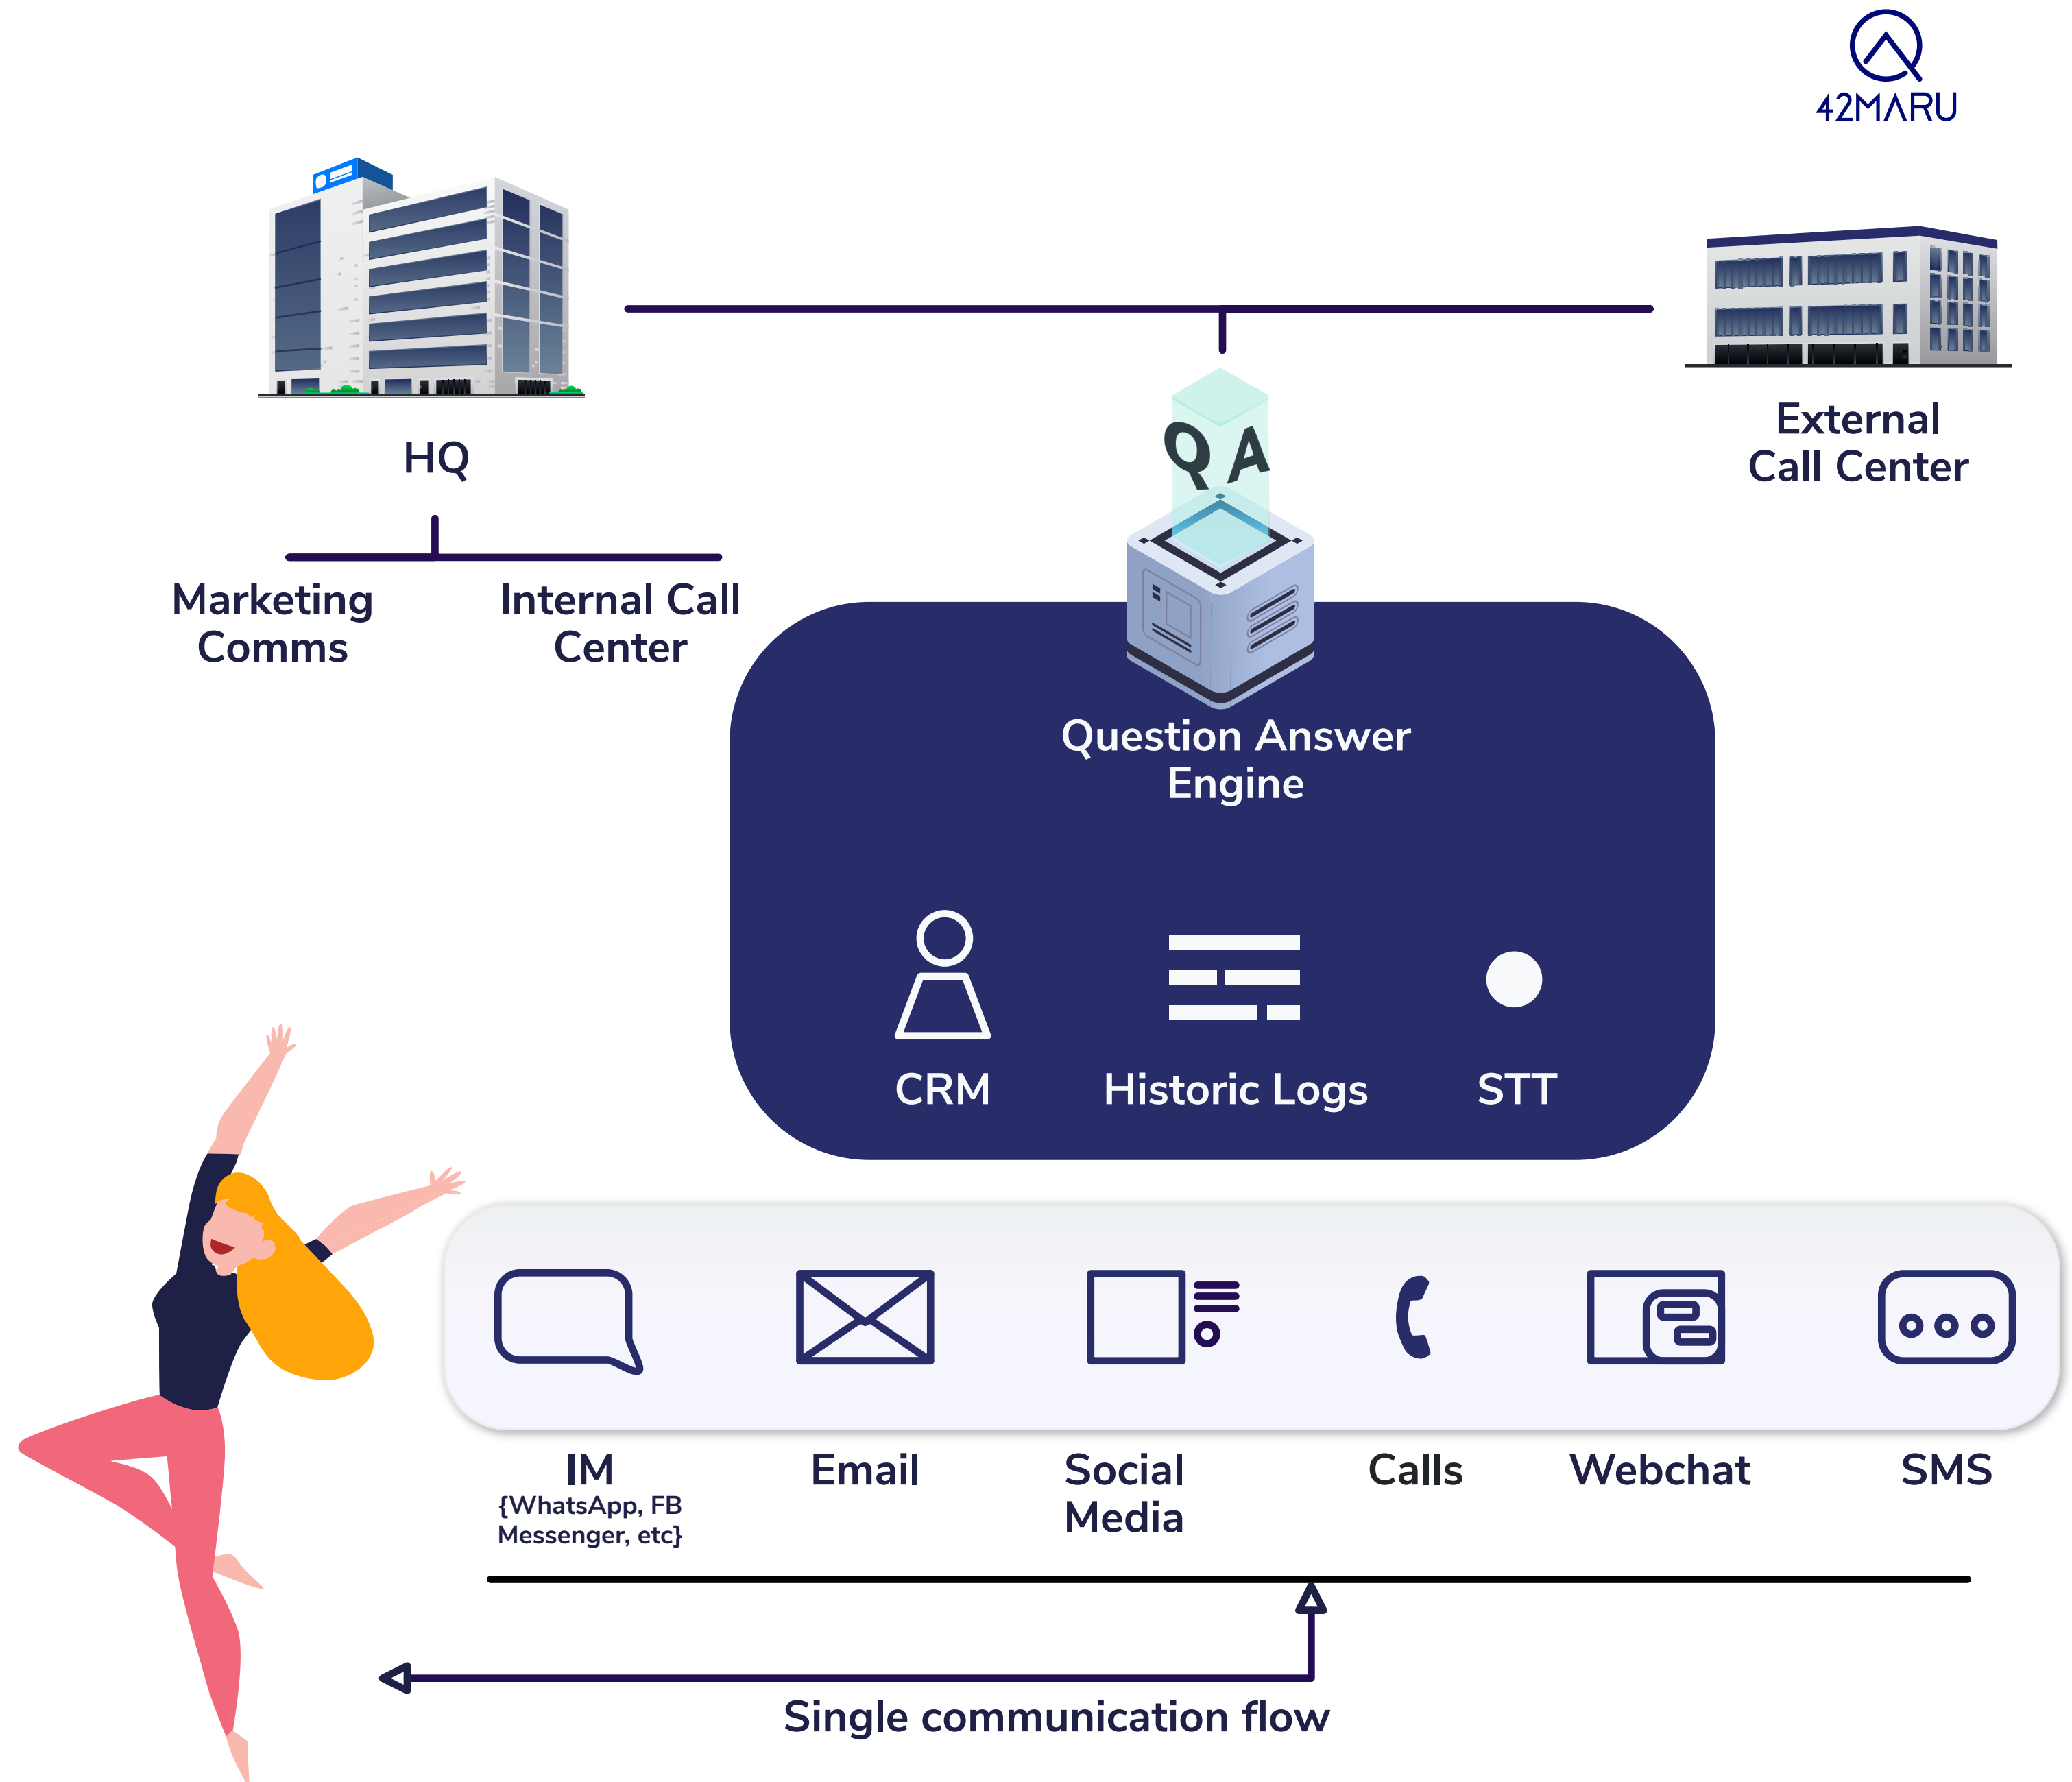 42MARU
HQ
External
Call Center
Marketing
Comms
Internal Call
Center
Q A
Question Answer
Engine
CRM
Historic Logs
STT
IM
{WhatsApp, FB
Messenger, etc}
Email
Social
Media
Calls
Webchat
SMS
Single communication flow